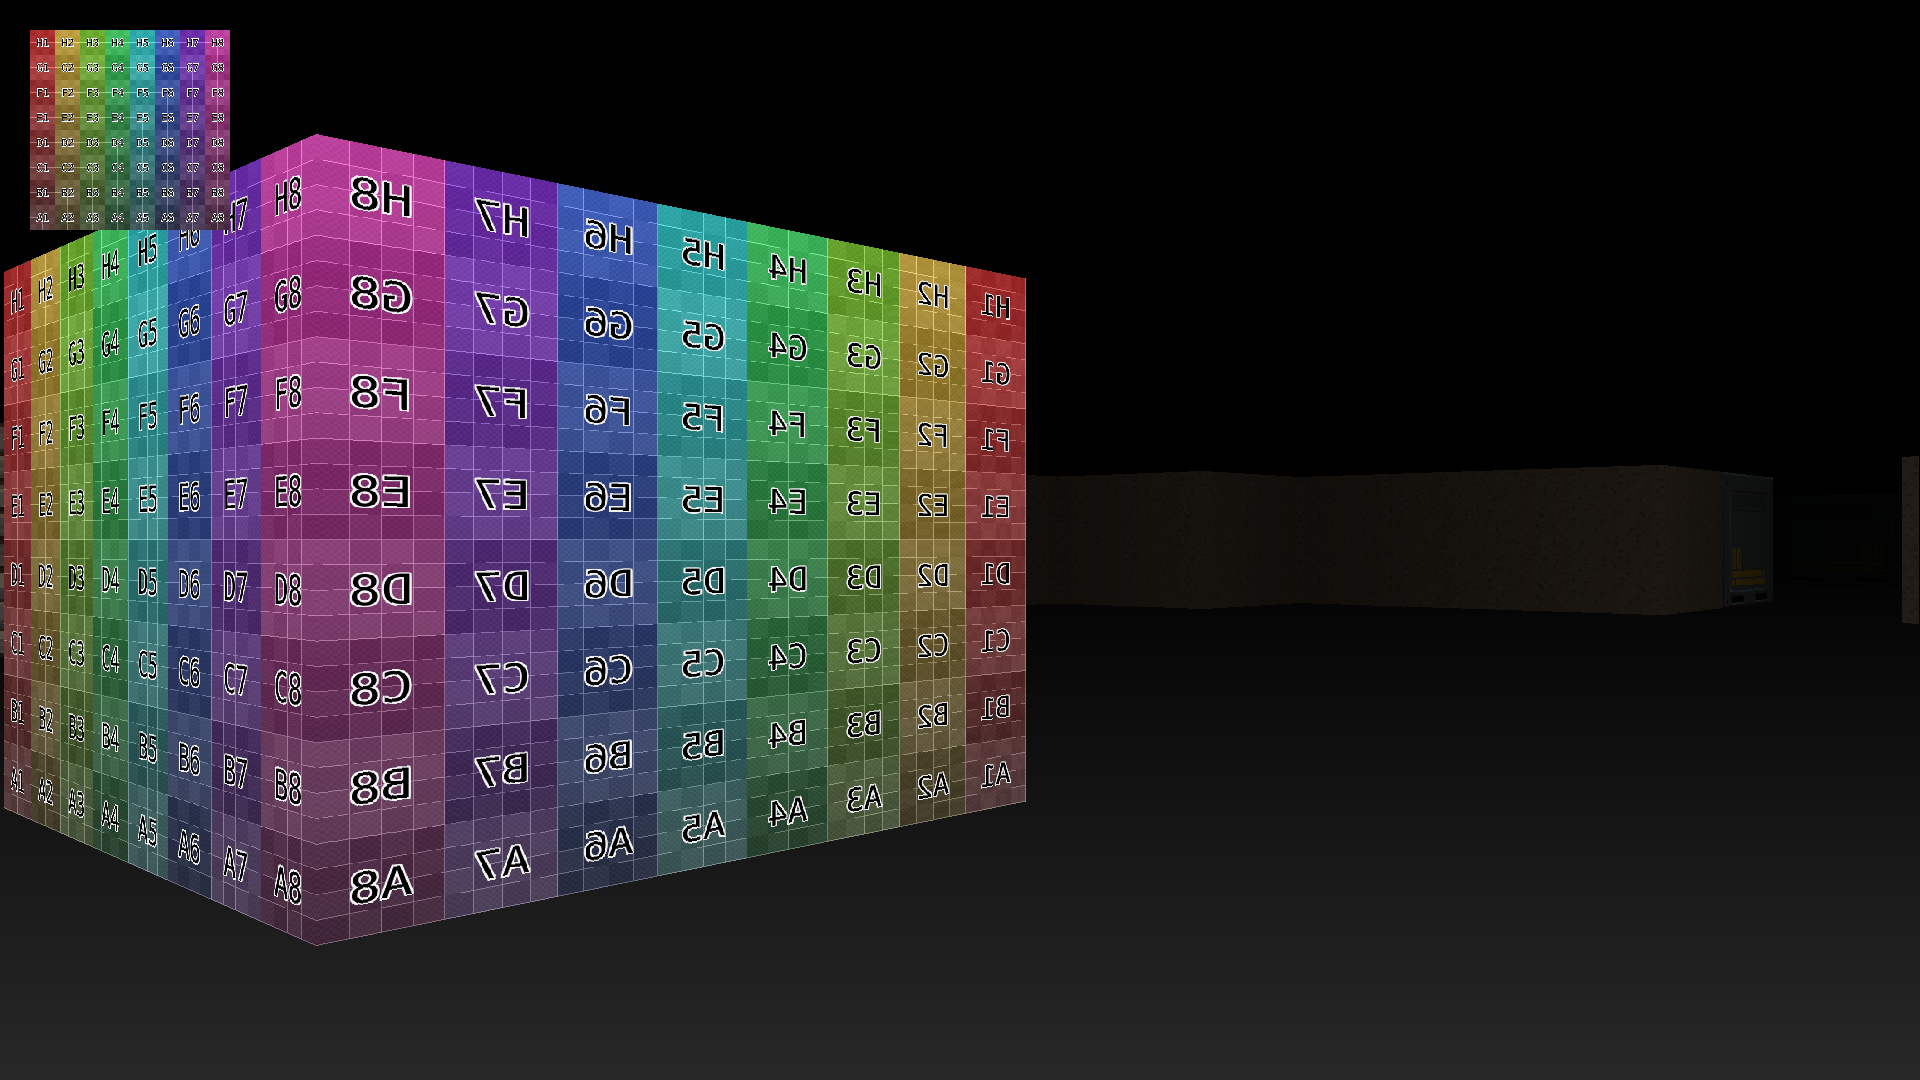 H1 H2 H3 H4 H5 H6 H7 H8
G1 G2 G3 G4 G5 G6 G7 G8
F1 F2 F3 F4 F5 F6 F7 F8
E1 E2 E3 E4 E5 E6 E7 E8
D1 D2 D3 D4 D5 D6 D7 D8
C1 C2 C3 C4 C5 C6 C7 C8
B1 B2 B3 B4 B5 B6 B7 B8
A1 A2 A3 A4 A5 A6 A7 A8
H1 H2 H3 H4 H5 H6 H7 H8
G1 G2 G3 G4 G5 G6 G7 G8
F1 F2 F3 F4 F5 F6 F7 F8
E1 E2 E3 E4 E5 E6 E7 E8
D1 D2 D3 D4 D5 D6 D7 D8
C1 C2 C3 C4 C5 C6 C7 C8
B1 B2 B3 B4 B5 B6 B7 B8
A1 A2 A3 A4 A5 A6 A7 A8
H8 H7 H6 H5 H4 H3 H2 H1
G8 G7 G6 G5 G4 G3 G2 G1
F8 F7 F6 F5 F4 F3 F2 F1
E8 E7 E6 E5 E4 E3 E2 E1
D8 D7 D6 D5 D4 D3 D2 D1
C8 C7 C6 C5 C4 C3 C2 C1
B8 B7 B6 B5 B4 B3 B2 B1
A8 A7 A6 A5 A4 A3 A2 A1